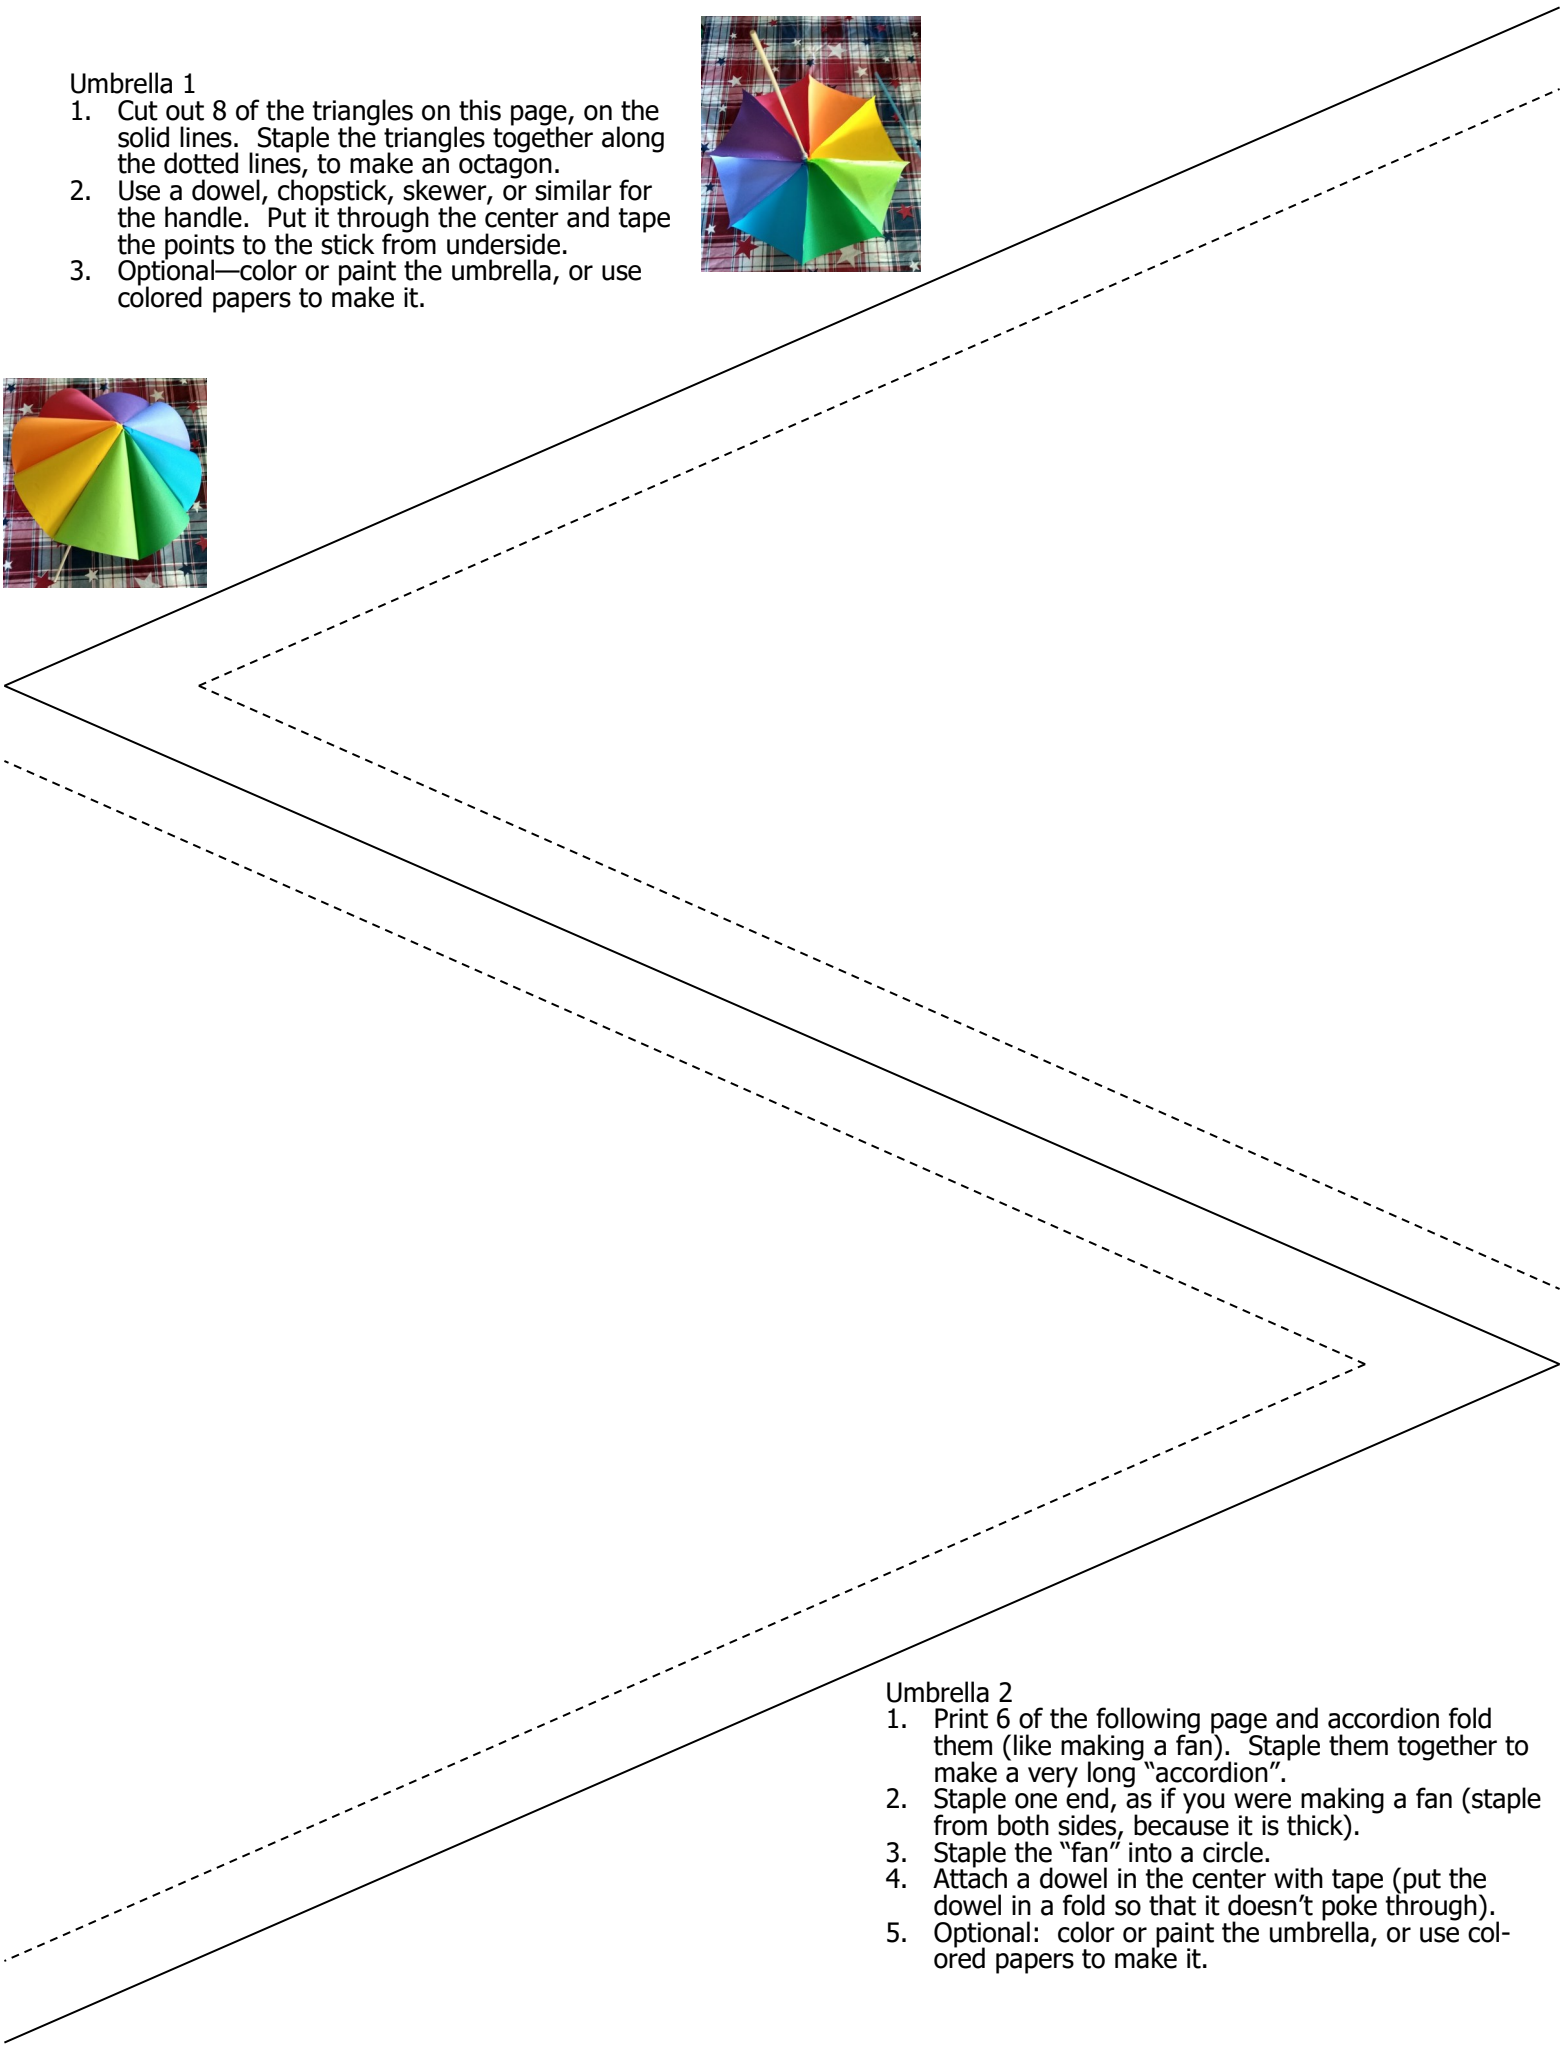 Umbrella 1
1. Cut out 8 of the triangles on this page, on the
solid lines.  Staple the triangles together along
the dotted lines, to make an octagon.
2. Use a dowel, chopstick, skewer, or similar for
the handle.  Put it through the center and tape
the points to the stick from underside.
3. Optional—color or paint the umbrella, or use
colored papers to make it.
Umbrella 2
1. Print 6 of the following page and accordion fold
them (like making a fan).  Staple them together to
make a very long “accordion”.
2. Staple one end, as if you were making a fan (staple
from both sides, because it is thick).
3. Staple the “fan” into a circle.
4. Attach a dowel in the center with tape (put the
dowel in a fold so that it doesn’t poke through).
5. Optional:  color or paint the umbrella, or use col-
ored papers to make it.